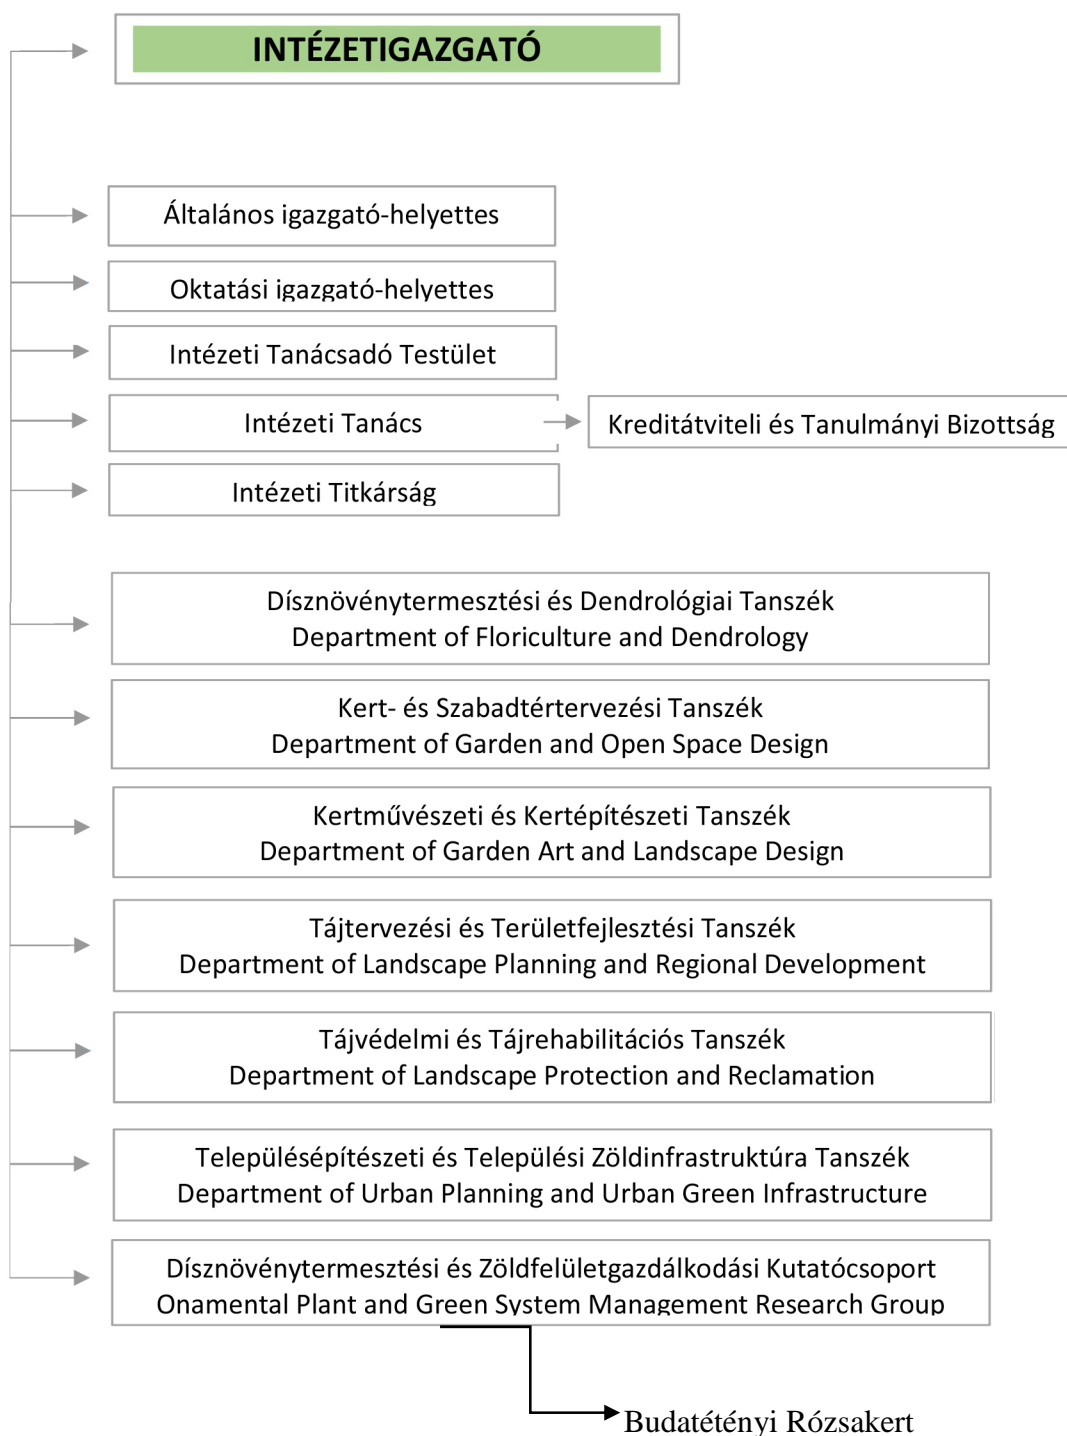 INTÉZETIGAZGATÓ
Általános igazgató-helyettes
Oktatási igazgató-helyettes
Intézeti Tanácsadó Testület
Intézeti Tanács
Kreditátviteli és Tanulmányi Bizottság
Intézeti Titkárság
Dísznövénytermesztési és Dendrológiai Tanszék
Department of Floriculture and Dendrology
Kert- és Szabadtértervezési Tanszék
Department of Garden and Open Space Design
Kertművészeti és Kertépítészeti Tanszék
Department of Garden Art and Landscape Design
Tájtervezési és Területfejlesztési Tanszék
Department of Landscape Planning and Regional Development
Tájvédelmi és Tájrehabilitációs Tanszék
Department of Landscape Protection and Reclamation
Településépítészeti és Települési Zöldinfrastruktúra Tanszék
Department of Urban Planning and Urban Green Infrastructure
Dísznövénytermesztési és Zöldfelületgazdálkodási Kutatócsoport
Onamental Plant and Green System Management Research Group
Budatétényi Rózsakert